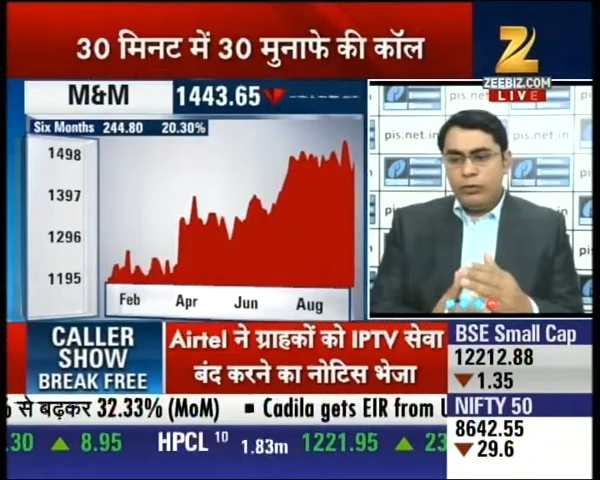 30 मिनट में 30 मुनाफे की कॉल
ZEEBIZ.COM
LIVE
M&M 1443.65
Six Months 244.80 20.30%
1498
1397
1296
1195
Feb Apr Jun Aug
pis.net.in
CALLER
SHOW
BREAK FREE
Airtel ने ग्राहकों को IPTV सेवा
बंद करने का नोटिस भेजा
BSE Small Cap
12212.88
1.35
NIFTY 50
8642.55
29.6
% से बढ़कर 32.33% (MoM) ▪ Cadila gets EIR from
.30 ▲ 8.95 HPCL 10 1.83m 1221.95 ▲ 23